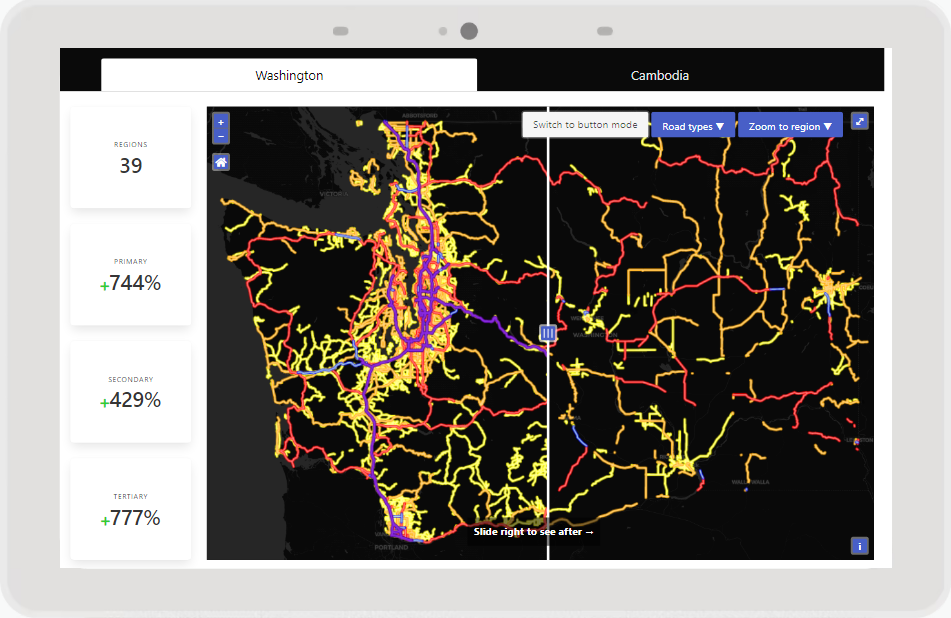 Washington
Cambodia
REGIONS
39
PRIMARY
+744%
SECONDARY
+429%
TERTIARY
+777%
+
−
Switch to button mode
Road types ▼
Zoom to region ▼
ABBOTSFORD
VICTORIA
WALLA WALLA
Slide right to see after →
PORTLAND
i